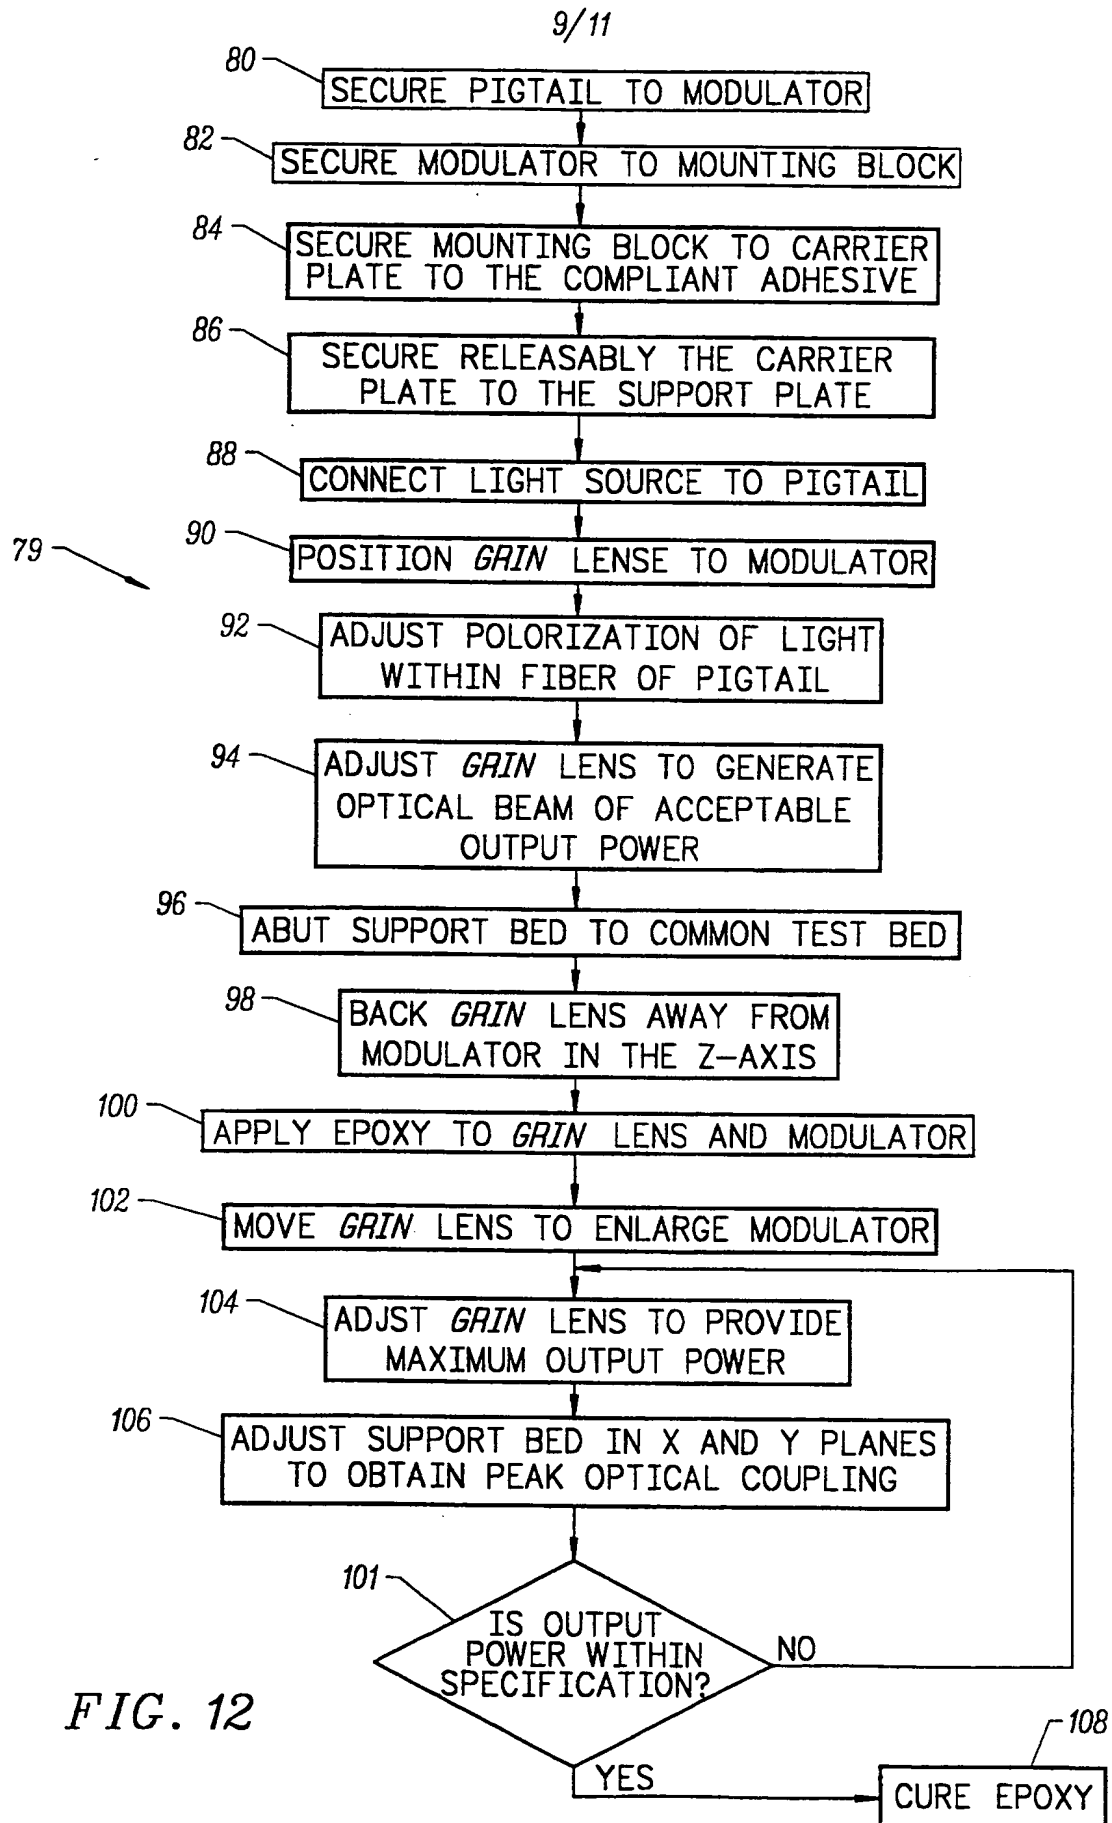 9/11
80
SECURE PIGTAIL TO MODULATOR
82
SECURE MODULATOR TO MOUNTING BLOCK
84
SECURE MOUNTING BLOCK TO CARRIER
PLATE TO THE COMPLIANT ADHESIVE
86
SECURE RELEASABLY THE CARRIER
PLATE TO THE SUPPORT PLATE
88
CONNECT LIGHT SOURCE TO PIGTAIL
90
POSITION GRIN LENSE TO MODULATOR
79
92
ADJUST POLORIZATION OF LIGHT
WITHIN FIBER OF PIGTAIL
94
ADJUST GRIN LENS TO GENERATE
OPTICAL BEAM OF ACCEPTABLE
OUTPUT POWER
96
ABUT SUPPORT BED TO COMMON TEST BED
98
BACK GRIN LENS AWAY FROM
MODULATOR IN THE Z-AXIS
100
APPLY EPOXY TO GRIN LENS AND MODULATOR
102
MOVE GRIN LENS TO ENLARGE MODULATOR
104
ADJST GRIN LENS TO PROVIDE
MAXIMUM OUTPUT POWER
106
ADJUST SUPPORT BED IN X AND Y PLANES
TO OBTAIN PEAK OPTICAL COUPLING
101
IS OUTPUT
POWER WITHIN
SPECIFICATION?
NO
YES
108
CURE EPOXY
FIG. 12